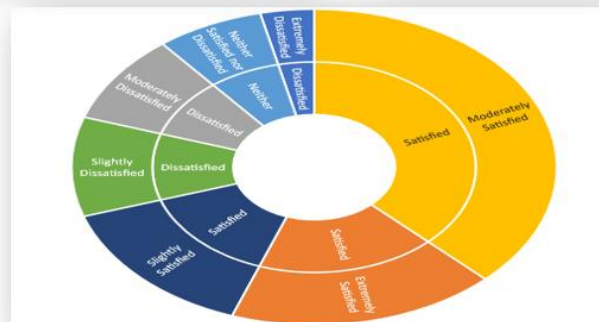 Extremely
Dissatisfied
Dissatisfied
Neither
Satisfied nor
Dissatisfied
Neither
Moderately
Dissatisfied
Dissatisfied
Slightly
Dissatisfied
Dissatisfied
Slightly
Satisfied
Satisfied
Extremely
Satisfied
Satisfied
Moderately
Satisfied
Satisfied